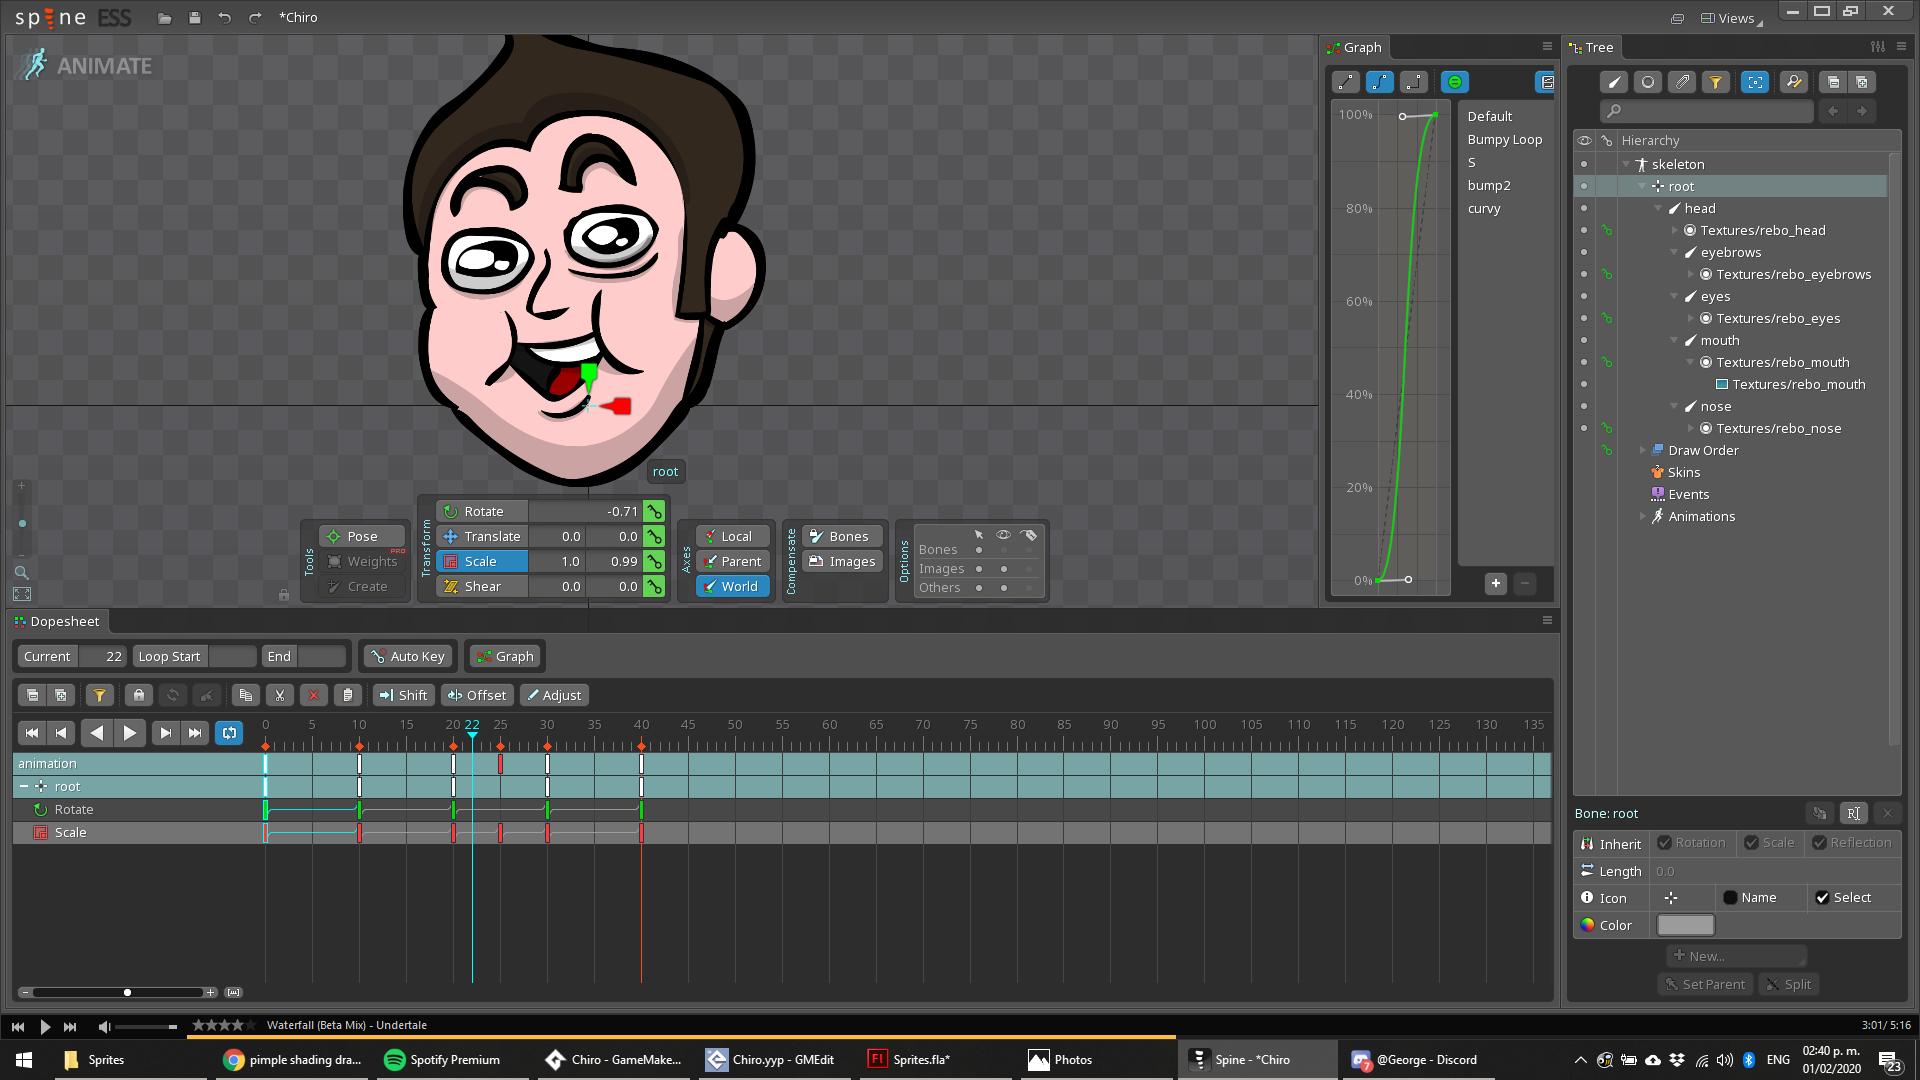 spine ESS
*Chiro
Views
ANIMATE
root
Tools
Pose
Weights
PRO
Create
Transform
Rotate -0.71
Translate 0.0 0.0
Scale 1.0 0.99
Shear 0.0 0.0
Axes
Local
Parent
World
Compensate
Bones
Images
Options
Bones
Images
Others
Graph
100%
80%
60%
40%
20%
0%
Default
Bumpy Loop
S
bump2
curvy
Tree
Hierarchy
skeleton
root
head
Textures/rebo_head
eyebrows
Textures/rebo_eyebrows
eyes
Textures/rebo_eyes
mouth
Textures/rebo_mouth
Textures/rebo_mouth
nose
Textures/rebo_nose
Draw Order
Skins
Events
Animations
Bone: root
Inherit Rotation Scale Reflection
Length 0.0
Icon Name Select
Color
New...
Set Parent Split
Dopesheet
Current 22 Loop Start End Auto Key Graph
Shift Offset Adjust
0 5 10 15 20 22 25 30 35 40 45 50 55 60 65 70 75 80 85 90 95 100 105 110 115 120 125 130 135
animation
root
Rotate
Scale
Waterfall (Beta Mix) - Undertale
3:01/ 5:16
Sprites
pimple shading dra...
Spotify Premium
Chiro - GameMake...
Chiro.yyp - GMEdit
Fl
Sprites.fla*
Photos
Spine - *Chiro
7
@George - Discord
ENG
02:40 p. m.
01/02/2020
23